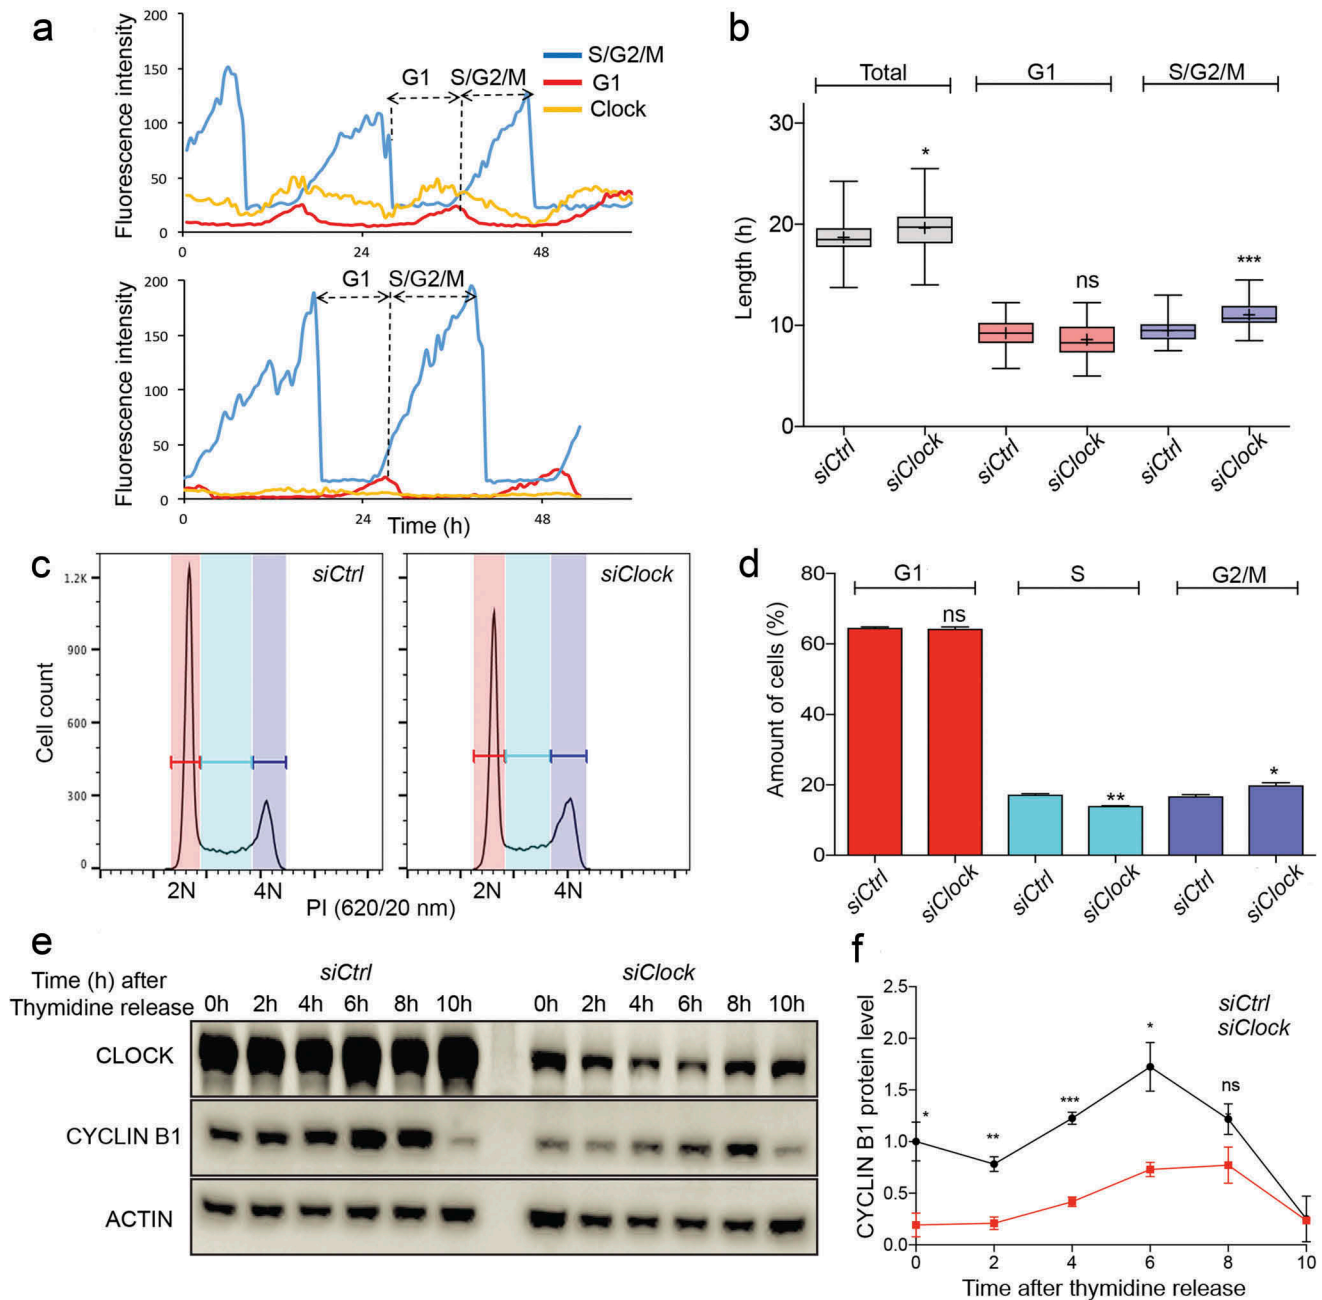 a
Fluorescence intensity
200
150
100
50
0
0
24
48
G1
S/G2/M
S/G2/M
G1
Clock
Fluorescence intensity
200
150
100
50
0
0
24
48
G1
S/G2/M
Time (h)
b
Total
G1
S/G2/M
Length (h)
30
20
10
0
*
ns
***
siCtrl
siClock
siCtrl
siClock
siCtrl
siClock
c
siCtrl
siClock
Cell count
1.2K
900
600
300
0
2N
4N
2N
4N
PI (620/20 nm)
d
G1
S
G2/M
Amount of cells (%)
80
60
40
20
0
ns
**
*
siCtrl
siClock
siCtrl
siClock
siCtrl
siClock
e
Time (h) after
Thymidine release
siCtrl
siClock
0h 2h 4h 6h 8h 10h 0h 2h 4h 6h 8h 10h
CLOCK
CYCLIN B1
ACTIN
f
CYCLIN B1 protein level
2.5
2.0
1.5
1.0
0.5
0.0
siCtrl
siClock
*
**
***
*
ns
0 2 4 6 8 10
Time after thymidine release